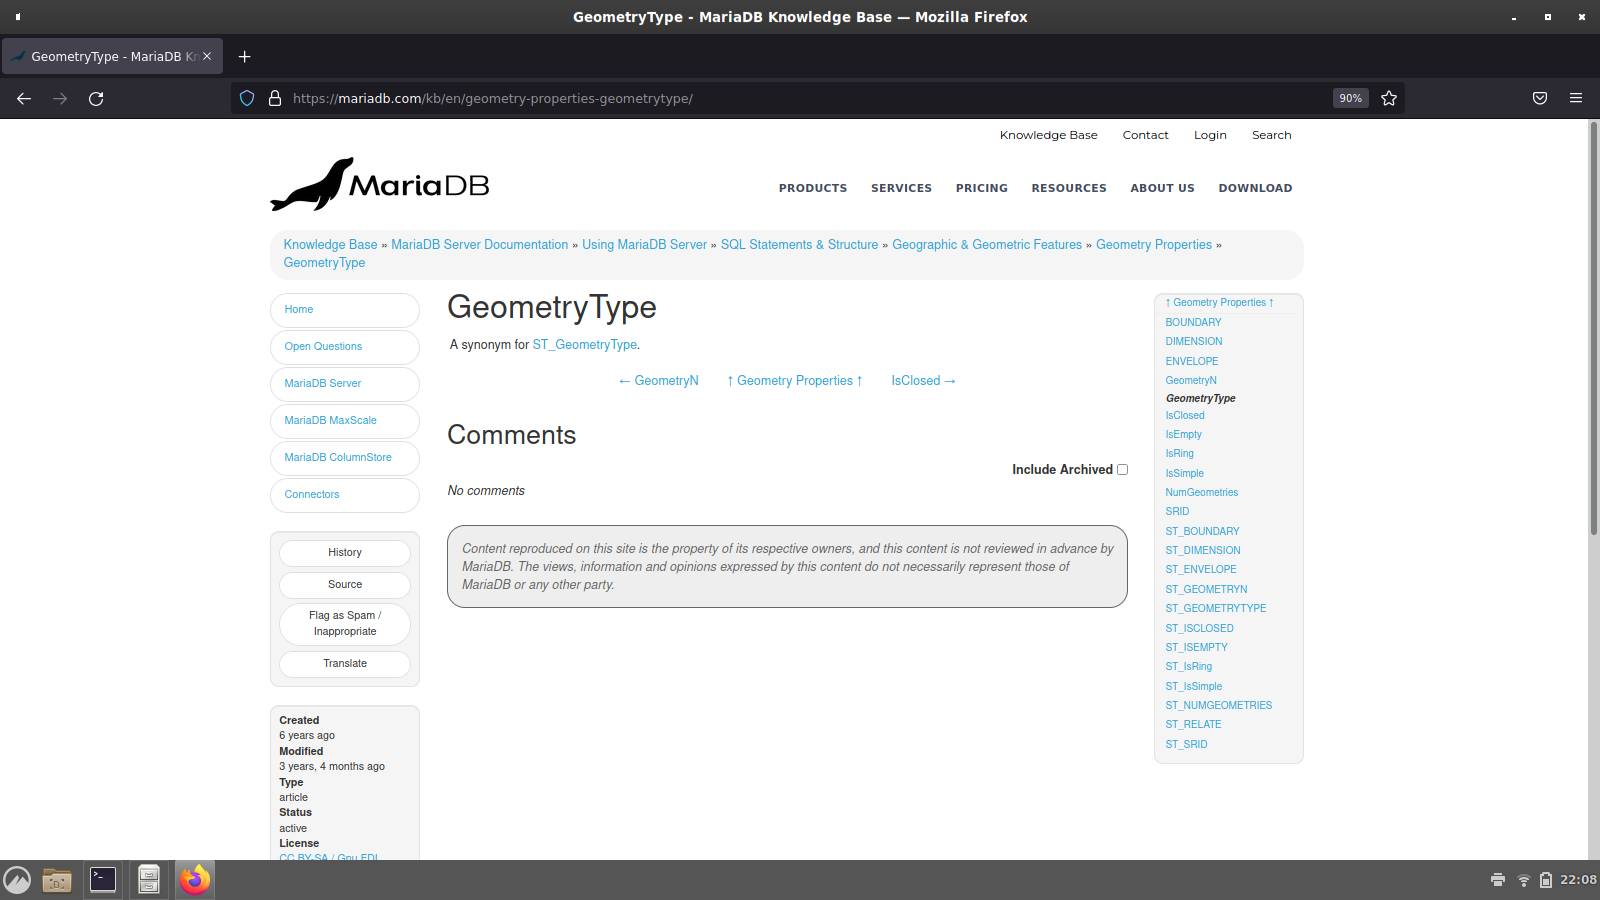 GeometryType - MariaDB Knowledge Base — Mozilla Firefox
GeometryType - MariaDB Kn
https://mariadb.com/kb/en/geometry-properties-geometrytype/
90%
Knowledge Base Contact Login Search
MariaDB
PRODUCTS SERVICES PRICING RESOURCES ABOUT US DOWNLOAD
Knowledge Base » MariaDB Server Documentation » Using MariaDB Server » SQL Statements & Structure » Geographic & Geometric Features » Geometry Properties »
GeometryType
Home
Open Questions
MariaDB Server
MariaDB MaxScale
MariaDB ColumnStore
Connectors
History
Source
Flag as Spam /
Inappropriate
Translate
Created
6 years ago
Modified
3 years, 4 months ago
Type
article
Status
active
License
CC BY-SA / Gnu FDL
GeometryType
A synonym for ST_GeometryType.
← GeometryN ↑ Geometry Properties ↑ IsClosed →
Comments
Include Archived
No comments
Content reproduced on this site is the property of its respective owners, and this content is not reviewed in advance by
MariaDB. The views, information and opinions expressed by this content do not necessarily represent those of
MariaDB or any other party.
↑ Geometry Properties ↑
BOUNDARY
DIMENSION
ENVELOPE
GeometryN
GeometryType
IsClosed
IsEmpty
IsRing
IsSimple
NumGeometries
SRID
ST_BOUNDARY
ST_DIMENSION
ST_ENVELOPE
ST_GEOMETRYN
ST_GEOMETRYTYPE
ST_ISCLOSED
ST_ISEMPTY
ST_IsRing
ST_IsSimple
ST_NUMGEOMETRIES
ST_RELATE
ST_SRID
22:08